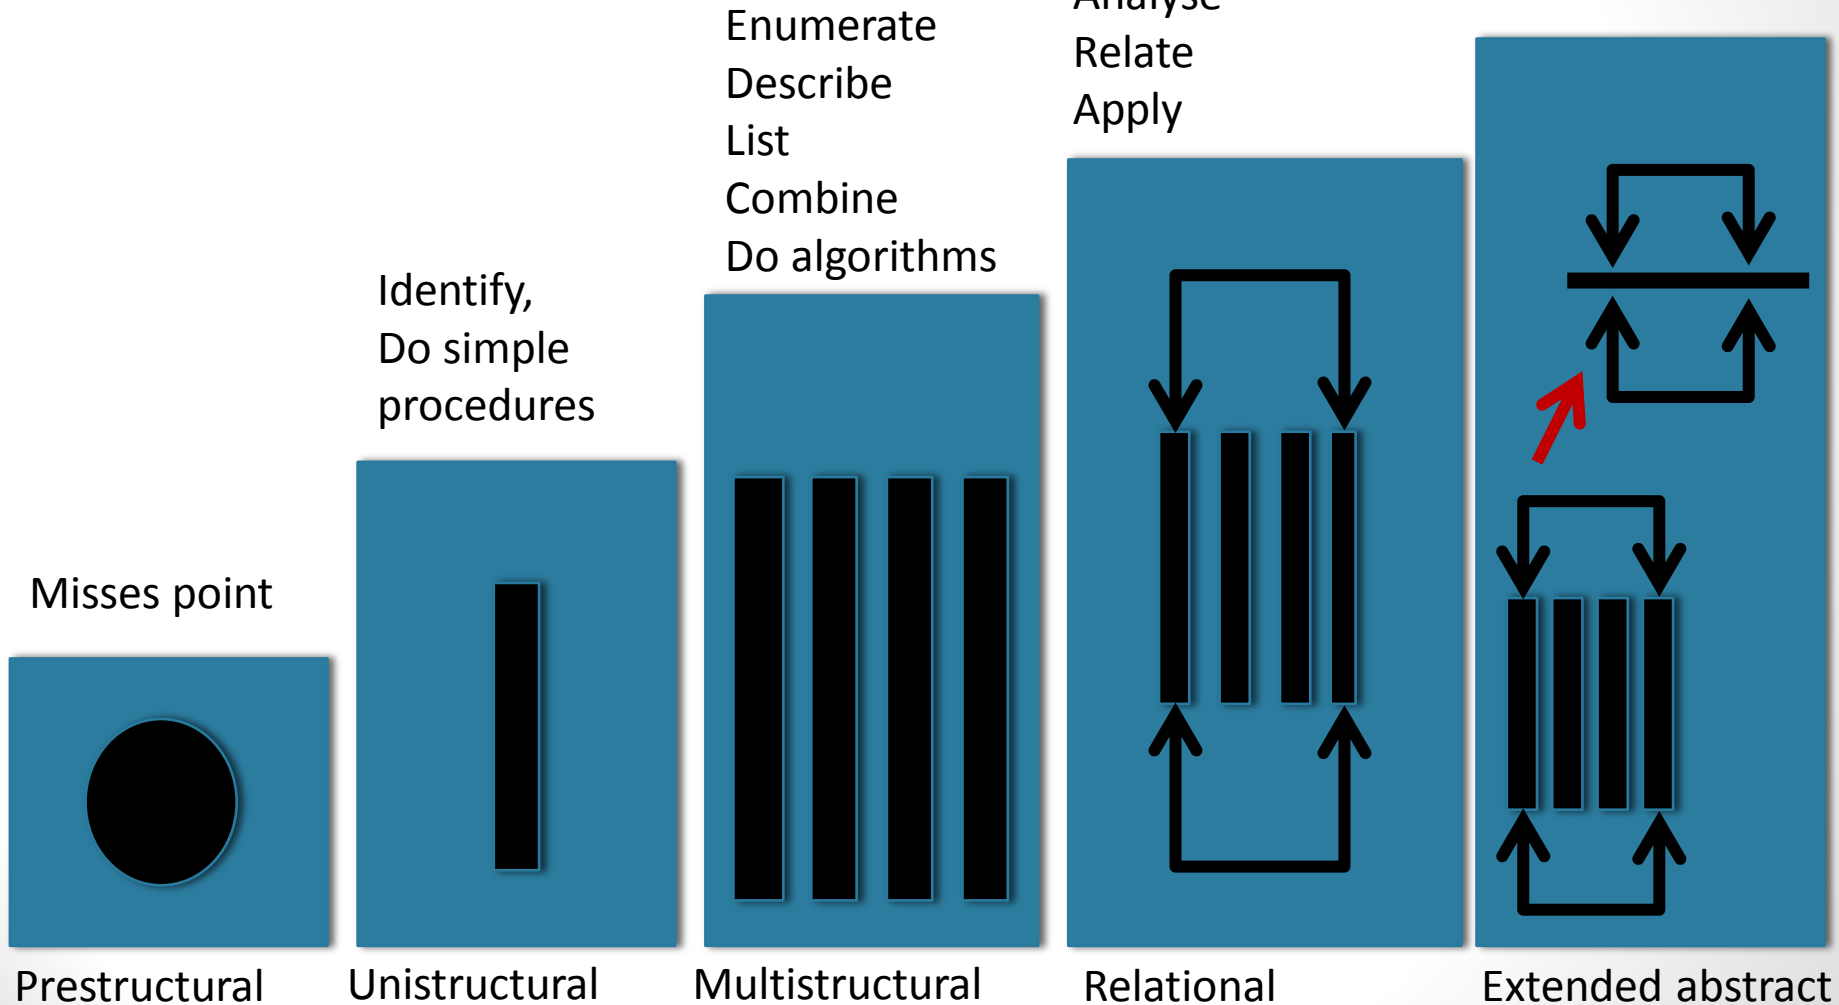 Enumerate
Describe
List
Combine
Do algorithms
Analyse
Relate
Apply
Identify,
Do simple
procedures
Misses point
Prestructural
Unistructural
Multistructural
Relational
Extended abstract